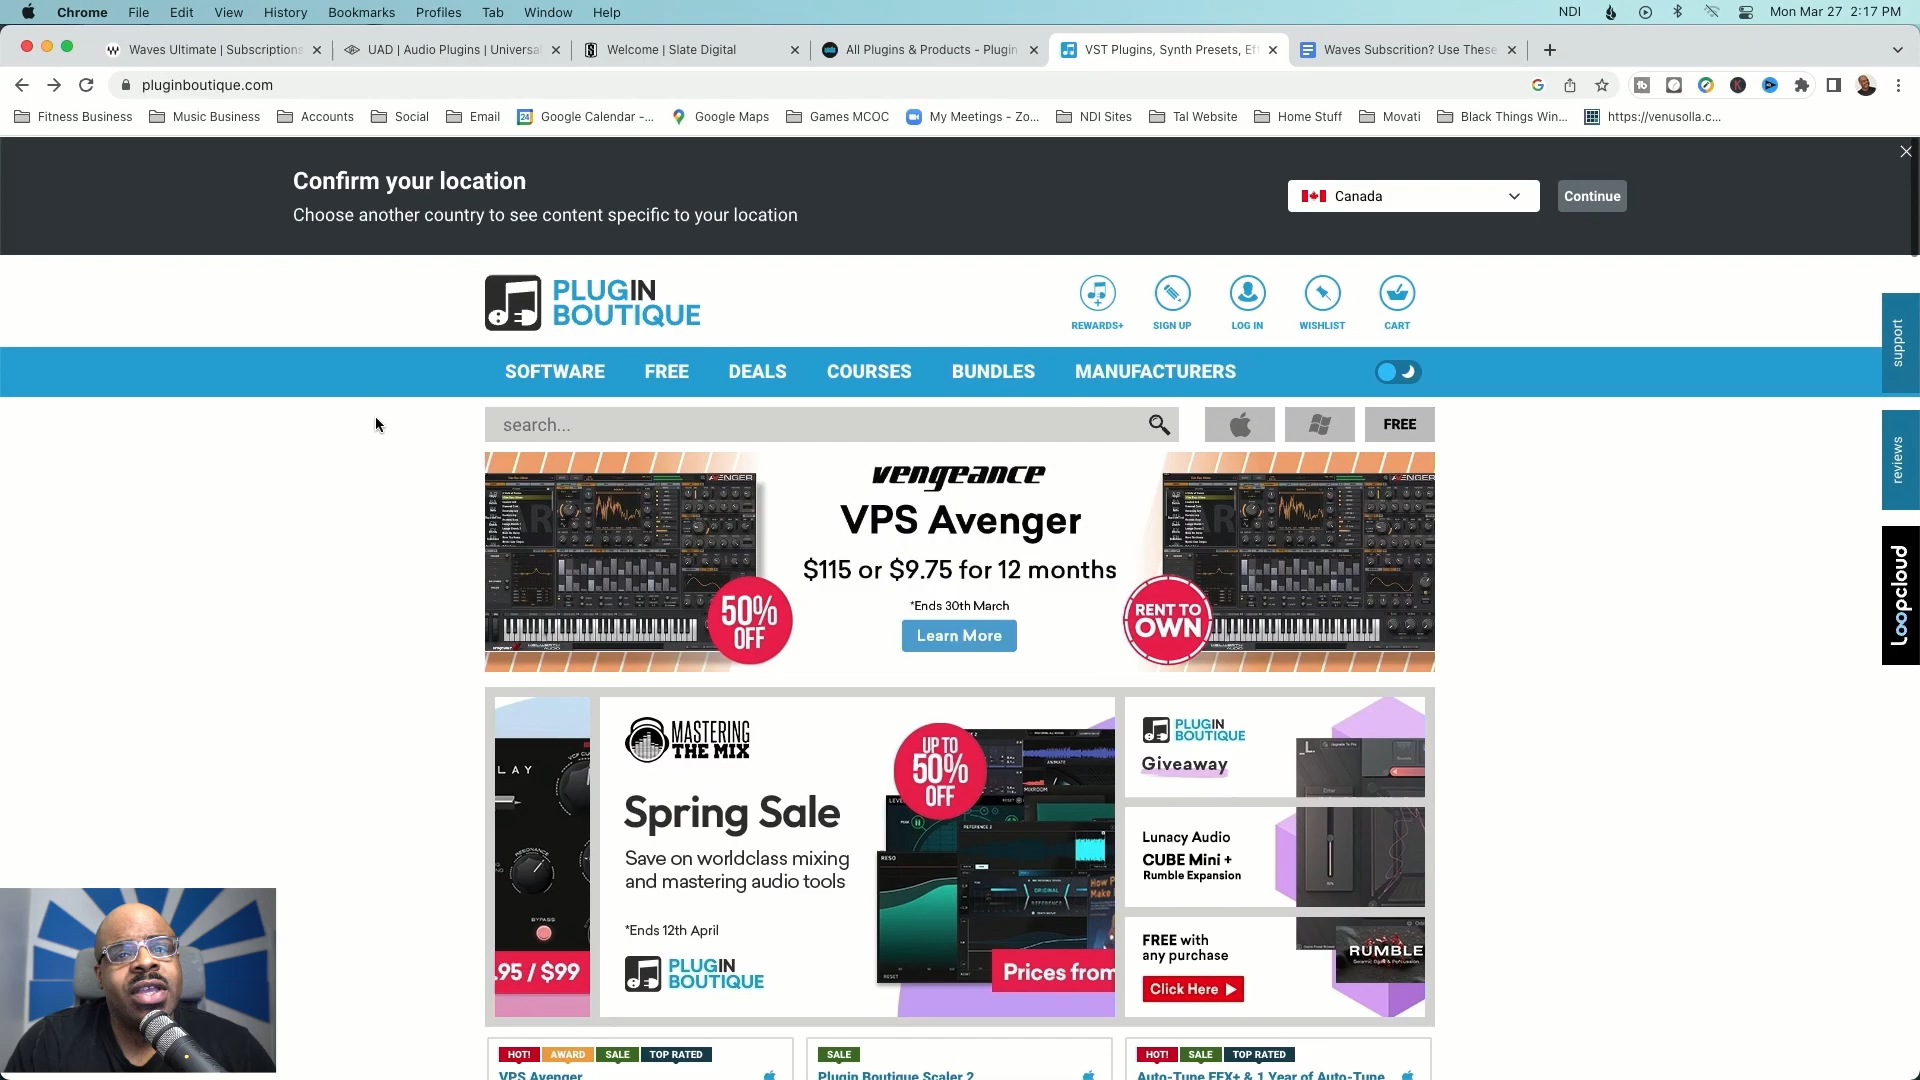 Chrome File Edit View History Bookmarks Profiles Tab Window Help NDI Mon Mar 27 2:17 PM
Waves Ultimate | Subscriptions UAD | Audio Plugins | Universa Welcome | Slate Digital All Plugins & Products - Plugin VST Plugins, Synth Presets, Ef Waves Subscrition? Use These
pluginboutique.com
Fitness Business Music Business Accounts Social Email Google Calendar -... Google Maps Games MCOC My Meetings - Zo... NDI Sites Tal Website Home Stuff Movati Black Things Win... https://venusolla.c...
Confirm your location
Choose another country to see content specific to your location
Canada
Continue
PLUGIN
BOUTIQUE
REWARDS+ SIGN UP LOG IN WISHLIST CART
SOFTWARE FREE DEALS COURSES BUNDLES MANUFACTURERS
search...
FREE
support
reviews
Loopcloud
vengeance
VPS Avenger
$115 or $9.75 for 12 months
*Ends 30th March
Learn More
50%
OFF
RENT TO
OWN
AVENGER
AVENGER
LAY
RESONANCE
BYPASS
.95 / $99
MASTERING
THE MIX
Spring Sale
Save on worldclass mixing
and mastering audio tools
*Ends 12th April
PLUGIN
BOUTIQUE
UP TO
50%
OFF
Prices from
PLUGIN
BOUTIQUE
Giveaway
Lunacy Audio
CUBE Mini +
Rumble Expansion
FREE with
any purchase
Click Here
RUMBLE
HOT! AWARD SALE TOP RATED
VPS Avenger
SALE
Plugin Boutique Scaler 2
HOT! SALE TOP RATED
Auto-Tune EFX+ & 1 Year of Auto-Tune